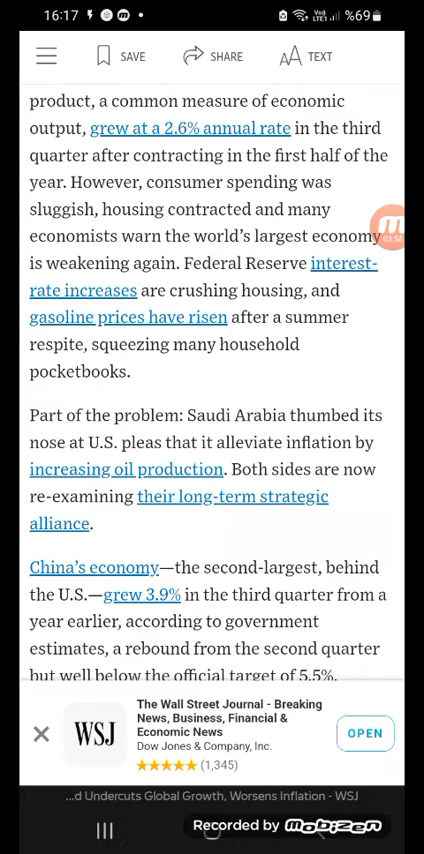 16:17
Vo)) LTE1 %69
SAVE SHARE AA TEXT
product, a common measure of economic
output, grew at a 2.6% annual rate in the third
quarter after contracting in the first half of the
year. However, consumer spending was
sluggish, housing contracted and many
economists warn the world's largest economy
03:58
is weakening again. Federal Reserve interest-
rate increases are crushing housing, and
gasoline prices have risen after a summer
respite, squeezing many household
pocketbooks.
Part of the problem: Saudi Arabia thumbed its
nose at U.S. pleas that it alleviate inflation by
increasing oil production. Both sides are now
re-examining their long-term strategic
alliance.
China's economy—the second-largest, behind
the U.S.—grew 3.9% in the third quarter from a
year earlier, according to government
estimates, a rebound from the second quarter
but well below the official target of 5.5%.
The Wall Street Journal - Breaking
News, Business, Financial &
Economic News
WSJ
Dow Jones & Company, Inc.
(1,345)
OPEN
...d Undercuts Global Growth, Worsens Inflation - WSJ
Recorded by mobizen